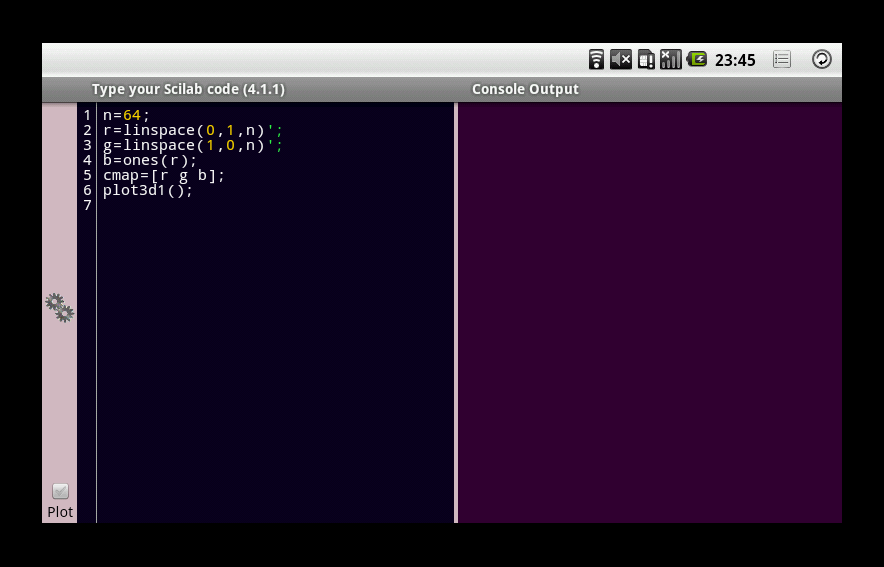 23:45
Type your Scilab code (4.1.1)
Console Output
1 n=64;
2 r=linspace(0,1,n)';
3 g=linspace(1,0,n)';
4 b=ones(r);
5 cmap=[r g b];
6 plot3d1();
7
Plot